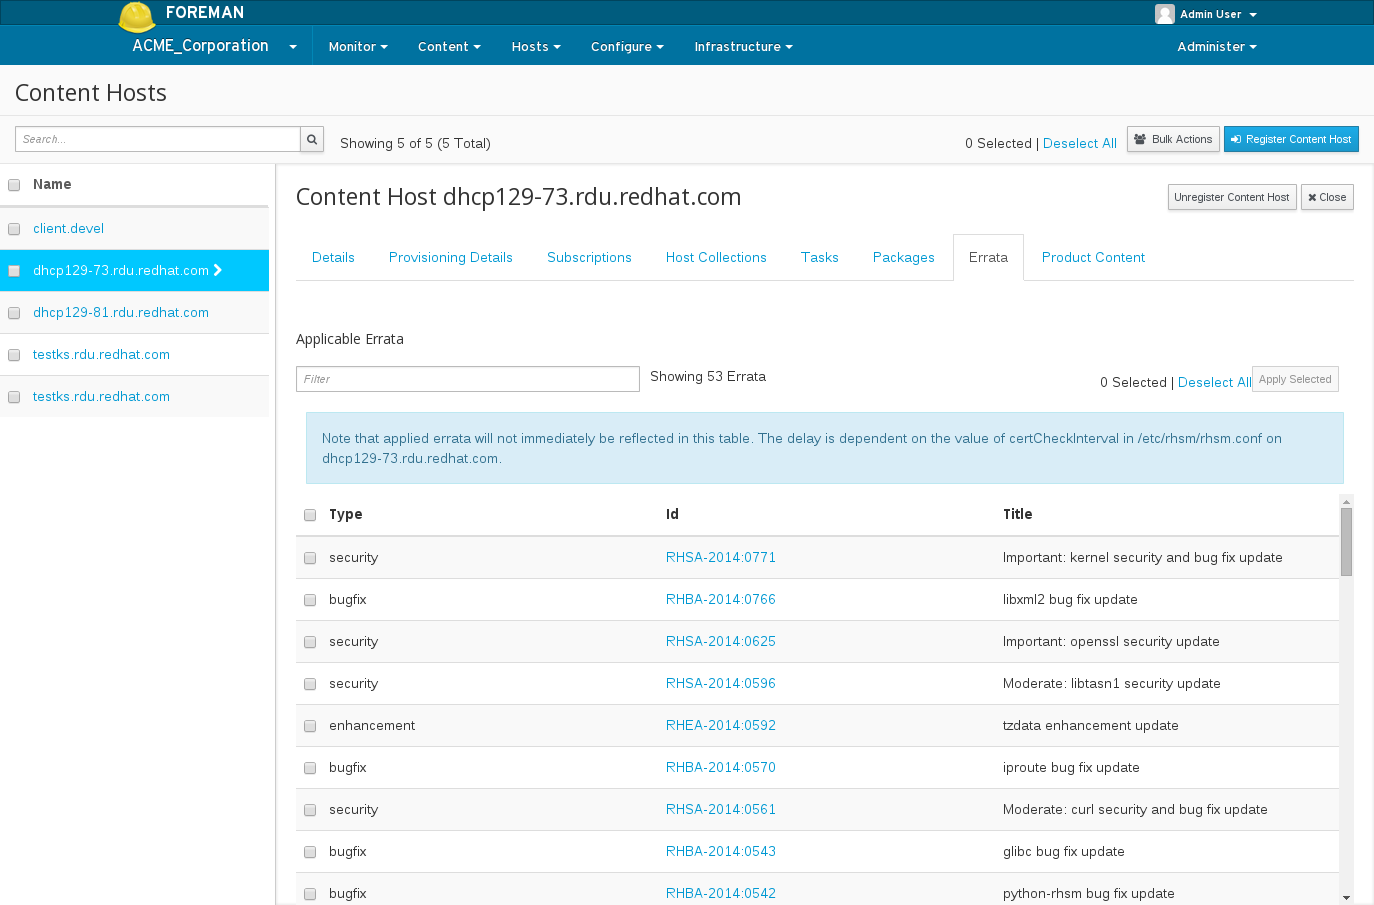 FOREMAN
Admin User
ACME_Corporation Monitor Content Hosts Configure Infrastructure Administer
Content Hosts
Search...
Showing 5 of 5 (5 Total)
0 Selected | Deselect All
Bulk Actions
Register Content Host
Name
client.devel
dhcp129-73.rdu.redhat.com
dhcp129-81.rdu.redhat.com
testks.rdu.redhat.com
testks.rdu.redhat.com
Content Host dhcp129-73.rdu.redhat.com
Unregister Content Host
Close
Details Provisioning Details Subscriptions Host Collections Tasks Packages Errata Product Content
Applicable Errata
Filter
Showing 53 Errata
0 Selected | Deselect All
Apply Selected
Note that applied errata will not immediately be reflected in this table. The delay is dependent on the value of certCheckInterval in /etc/rhsm/rhsm.conf on
dhcp129-73.rdu.redhat.com.
Type Id Title
security RHSA-2014:0771 Important: kernel security and bug fix update
bugfix RHBA-2014:0766 libxml2 bug fix update
security RHSA-2014:0625 Important: openssl security update
security RHSA-2014:0596 Moderate: libtasn1 security update
enhancement RHEA-2014:0592 tzdata enhancement update
bugfix RHBA-2014:0570 iproute bug fix update
security RHSA-2014:0561 Moderate: curl security and bug fix update
bugfix RHBA-2014:0543 glibc bug fix update
bugfix RHBA-2014:0542 python-rhsm bug fix update